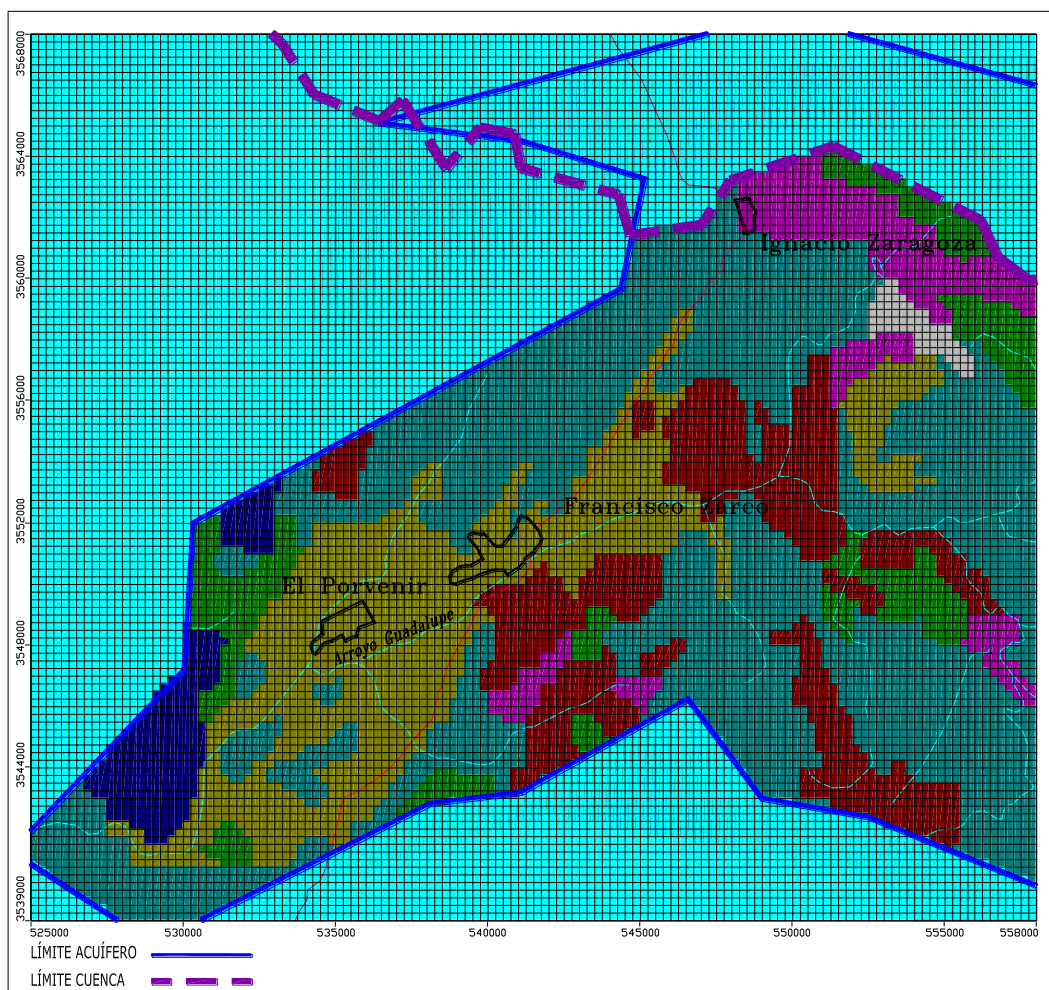 3568000
3564000
Ignacio Zaragoza
3560000
3556000
3552000
Francisco Zarco
El Porvenir
Arroyo Guadalupe
3548000
3544000
3539000
525000 530000 535000 540000 545000 550000 555000 558000
LÍMITE ACUÍFERO
LÍMITE CUENCA